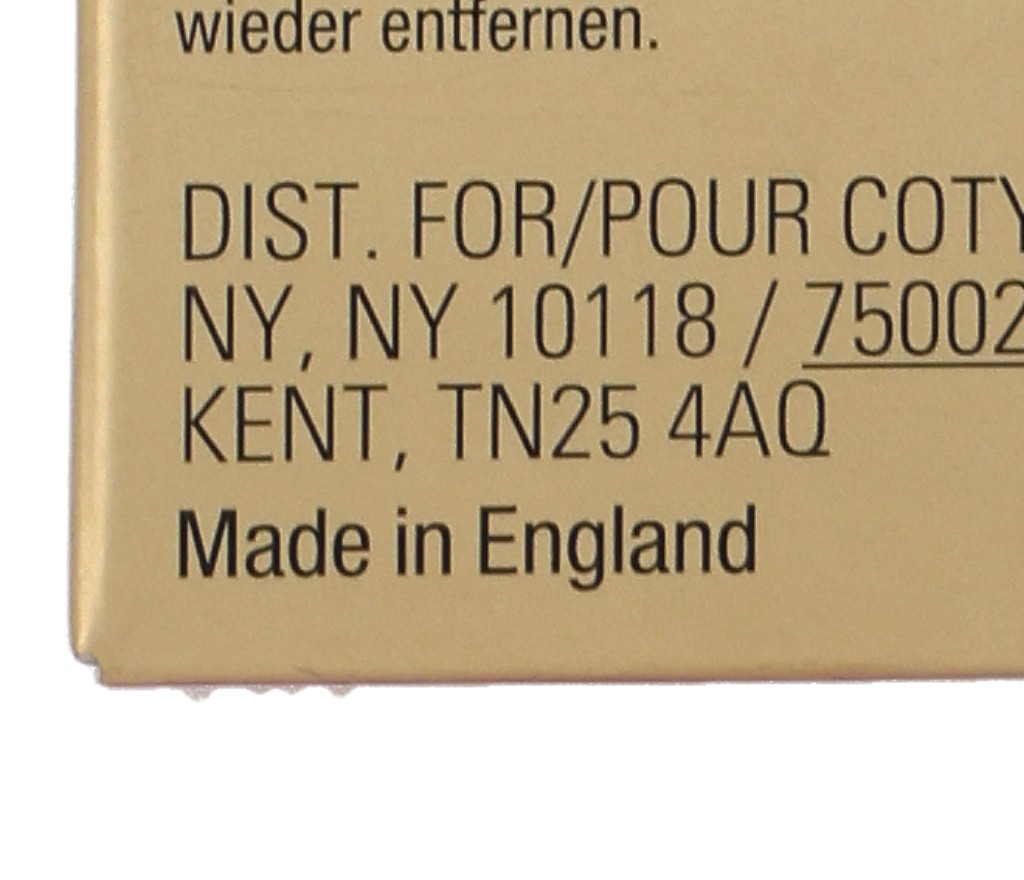 wieder entfernen.
DIST. FOR/POUR COTY
NY, NY 10118 / 75002
KENT, TN25 4AQ
Made in England